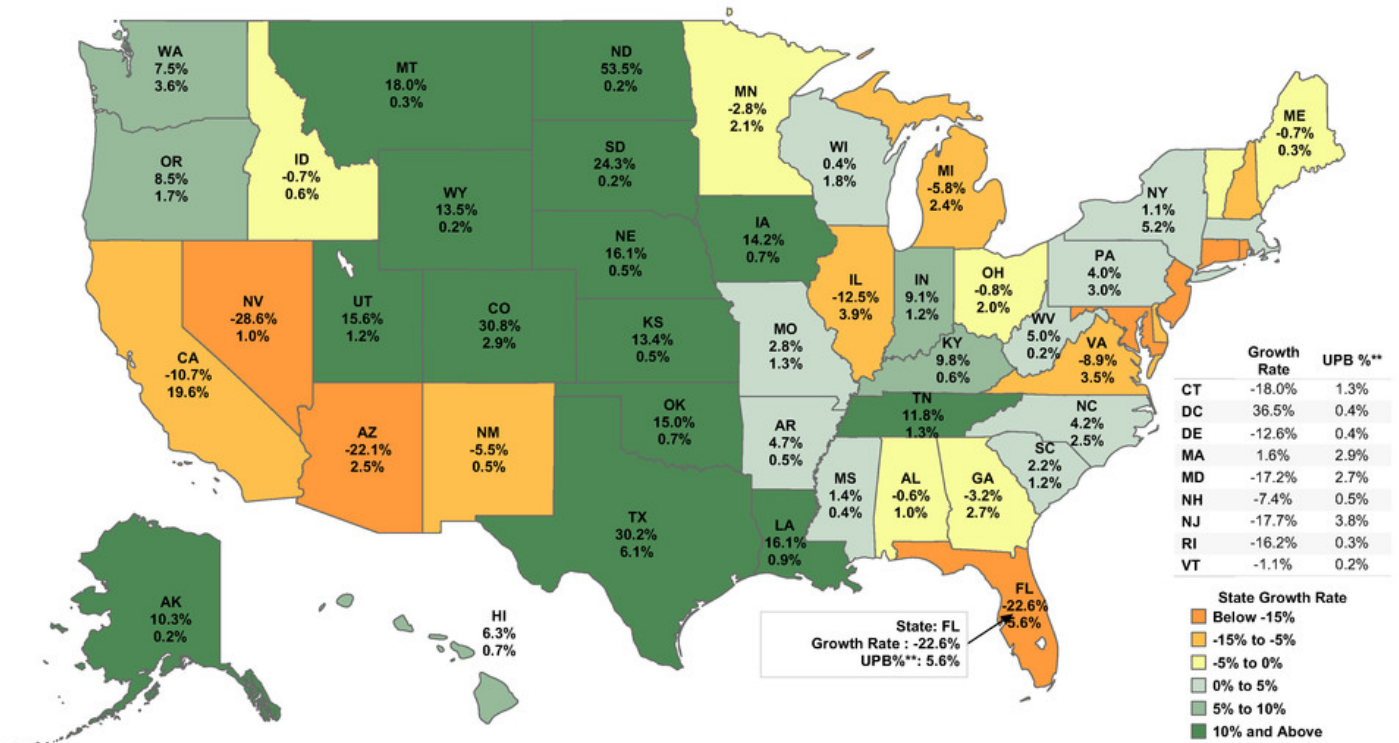 WA
7.5%
3.6%
OR
8.5%
1.7%
ID
-0.7%
0.6%
MT
18.0%
0.3%
ND
53.5%
0.2%
MN
-2.8%
2.1%
SD
24.3%
0.2%
WY
13.5%
0.2%
WI
0.4%
1.8%
MI
-5.8%
2.4%
ME
-0.7%
0.3%
NY
1.1%
5.2%
NE
16.1%
0.5%
IA
14.2%
0.7%
PA
4.0%
3.0%
NV
-28.6%
1.0%
UT
15.6%
1.2%
CO
30.8%
2.9%
KS
13.4%
0.5%
MO
2.8%
1.3%
IL
-12.5%
3.9%
IN
9.1%
1.2%
OH
-0.8%
2.0%
WV
5.0%
0.2%
VA
-8.9%
3.5%
KY
9.8%
0.6%
CA
-10.7%
19.6%
AZ
-22.1%
2.5%
NM
-5.5%
0.5%
OK
15.0%
0.7%
AR
4.7%
0.5%
TN
11.8%
1.3%
NC
4.2%
2.5%
SC
2.2%
1.2%
MS
1.4%
0.4%
AL
-0.6%
1.0%
GA
-3.2%
2.7%
TX
30.2%
6.1%
LA
16.1%
0.9%
FL
-22.6%
5.6%
AK
10.3%
0.2%
HI
6.3%
0.7%
State: FL
Growth Rate : -22.6%
UPB%**: 5.6%
Growth
Rate UPB %**
CT -18.0% 1.3%
DC 36.5% 0.4%
DE -12.6% 0.4%
MA 1.6% 2.9%
MD -17.2% 2.7%
NH -7.4% 0.5%
NJ -17.7% 3.8%
RI -16.2% 0.3%
VT -1.1% 0.2%
State Growth Rate
Below -15%
-15% to -5%
-5% to 0%
0% to 5%
5% to 10%
10% and Above